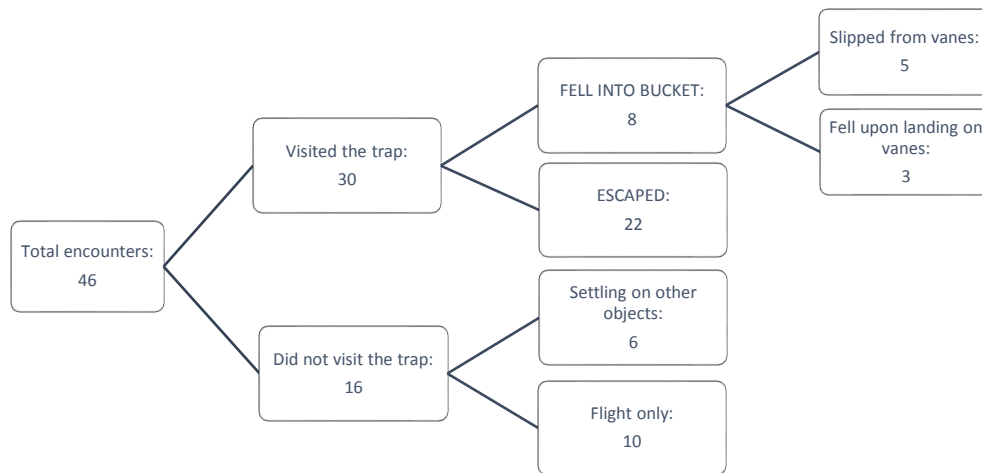 Total encounters:
46
Visited the trap:
30
Did not visit the trap:
16
FELL INTO BUCKET:
8
ESCAPED:
22
Settling on other
objects:
6
Flight only:
10
Slipped from vanes:
5
Fell upon landing on
vanes:
3